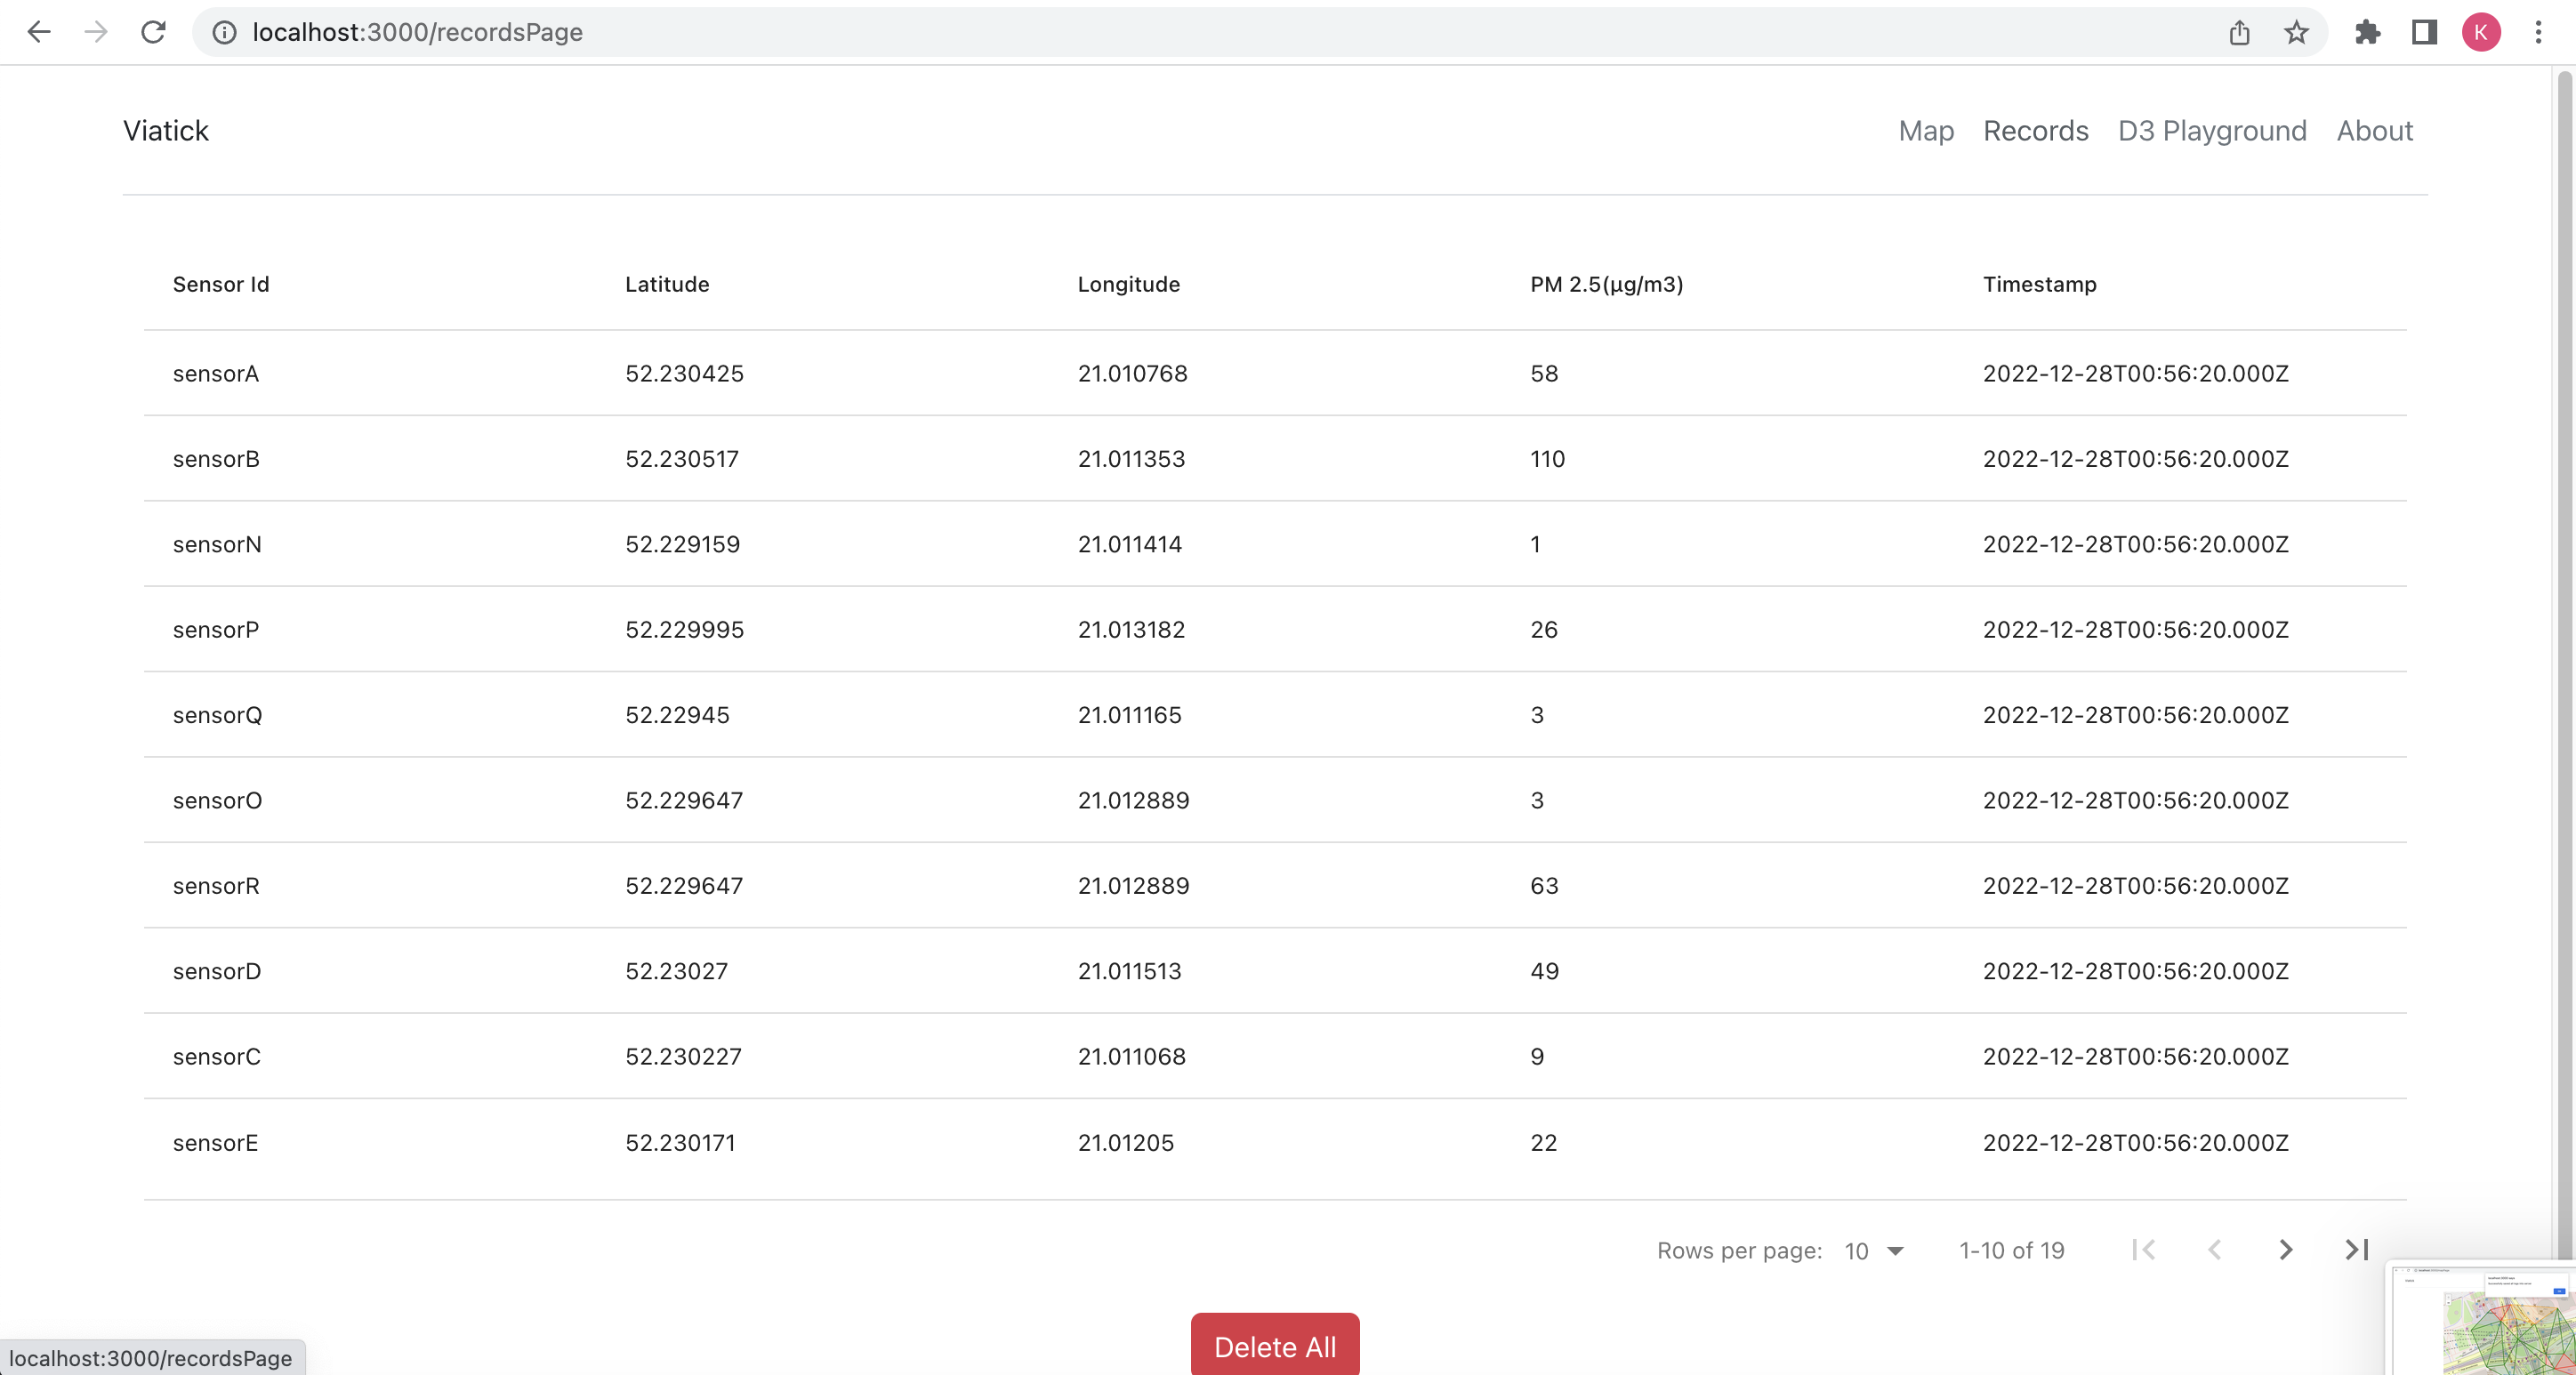 localhost:3000/recordsPage
K
Viatick
Map Records D3 Playground About
Sensor Id Latitude Longitude PM 2.5(µg/m3) Timestamp
sensorA 52.230425 21.010768 58 2022-12-28T00:56:20.000Z
sensorB 52.230517 21.011353 110 2022-12-28T00:56:20.000Z
sensorN 52.229159 21.011414 1 2022-12-28T00:56:20.000Z
sensorP 52.229995 21.013182 26 2022-12-28T00:56:20.000Z
sensorQ 52.22945 21.011165 3 2022-12-28T00:56:20.000Z
sensorO 52.229647 21.012889 3 2022-12-28T00:56:20.000Z
sensorR 52.229647 21.012889 63 2022-12-28T00:56:20.000Z
sensorD 52.23027 21.011513 49 2022-12-28T00:56:20.000Z
sensorC 52.230227 21.011068 9 2022-12-28T00:56:20.000Z
sensorE 52.230171 21.01205 22 2022-12-28T00:56:20.000Z
Rows per page: 10 1-10 of 19
Delete All
localhost:3000/recordsPage